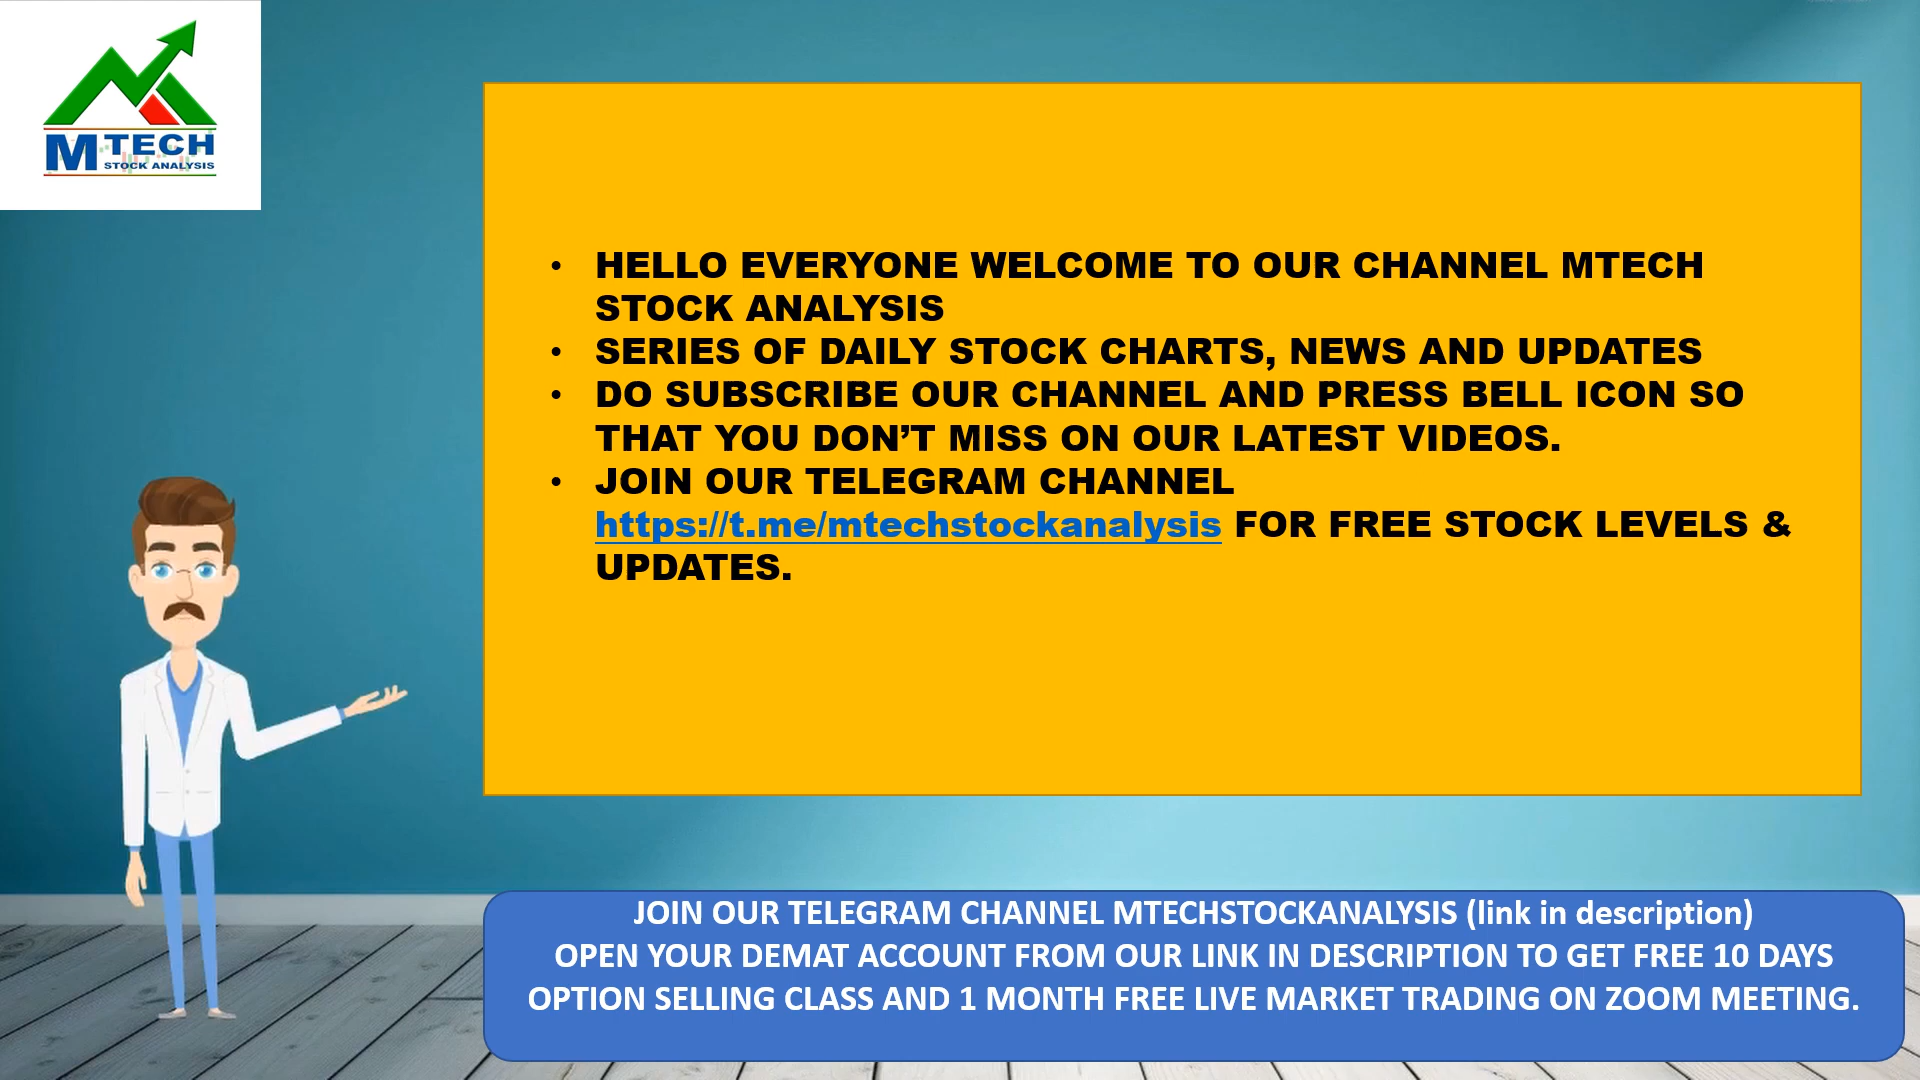 MTECH
STOCK ANALYSIS
• HELLO EVERYONE WELCOME TO OUR CHANNEL MTECH
STOCK ANALYSIS
• SERIES OF DAILY STOCK CHARTS, NEWS AND UPDATES
• DO SUBSCRIBE OUR CHANNEL AND PRESS BELL ICON SO
THAT YOU DON’T MISS ON OUR LATEST VIDEOS.
• JOIN OUR TELEGRAM CHANNEL
https://t.me/mtechstockanalysis FOR FREE STOCK LEVELS &
UPDATES.
JOIN OUR TELEGRAM CHANNEL MTECHSTOCKANALYSIS (link in description)
OPEN YOUR DEMAT ACCOUNT FROM OUR LINK IN DESCRIPTION TO GET FREE 10 DAYS
OPTION SELLING CLASS AND 1 MONTH FREE LIVE MARKET TRADING ON ZOOM MEETING.